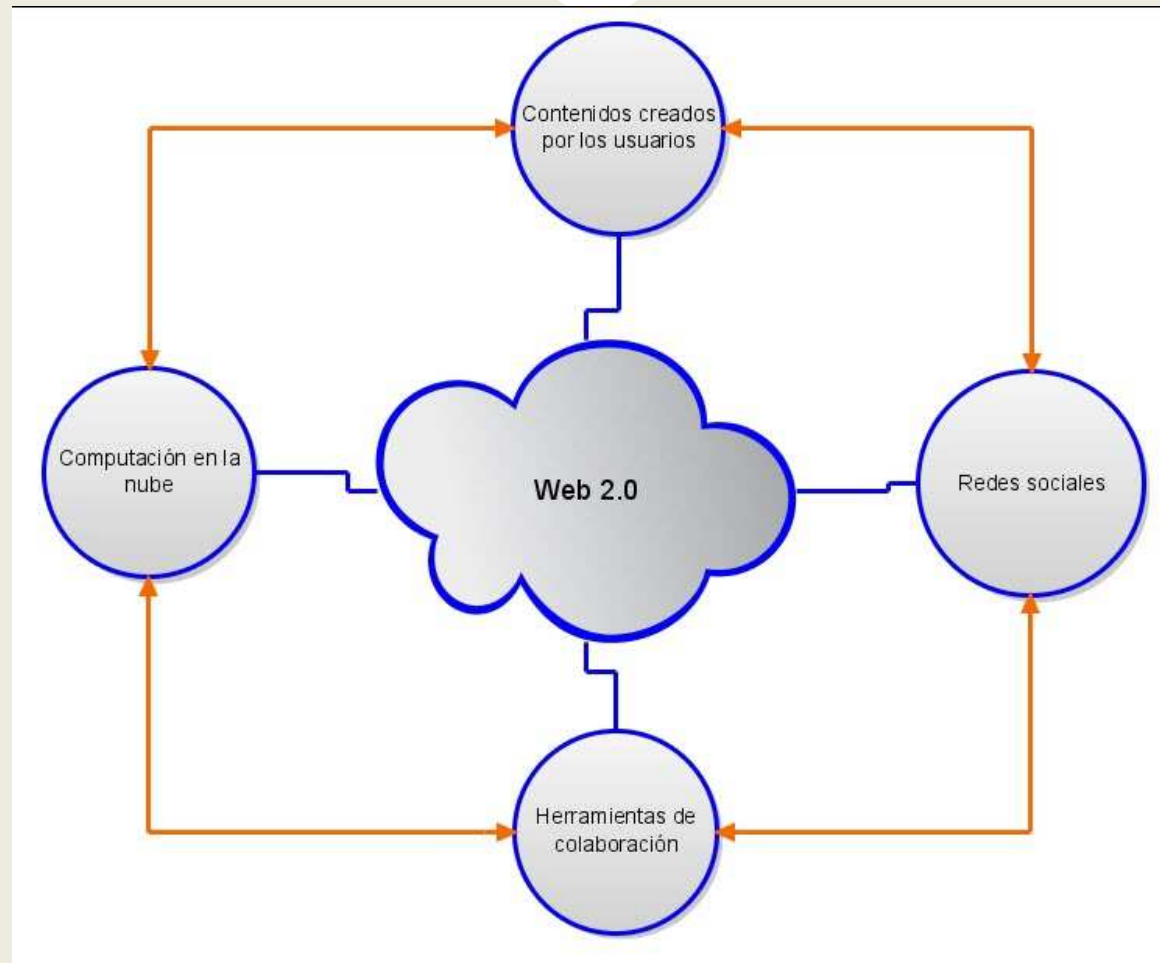 Contenidos creados
por los usuarios
Computación en la
nube
Web 2.0
Redes sociales
Herramientas de
colaboración